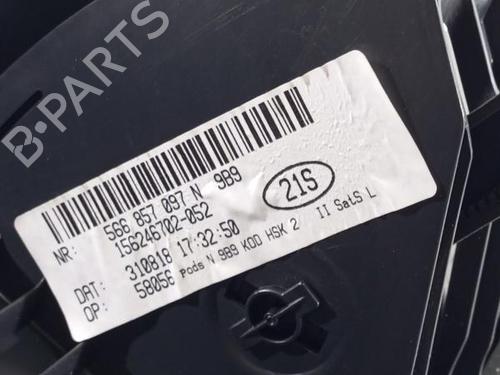 B-PARTS
566 857 097 N 9B9
NR: 156246702-052
DAT: 310818 17:32:50
OP: 58056 Pods N 9B9 KOD HSK 2 II SatS L
21S